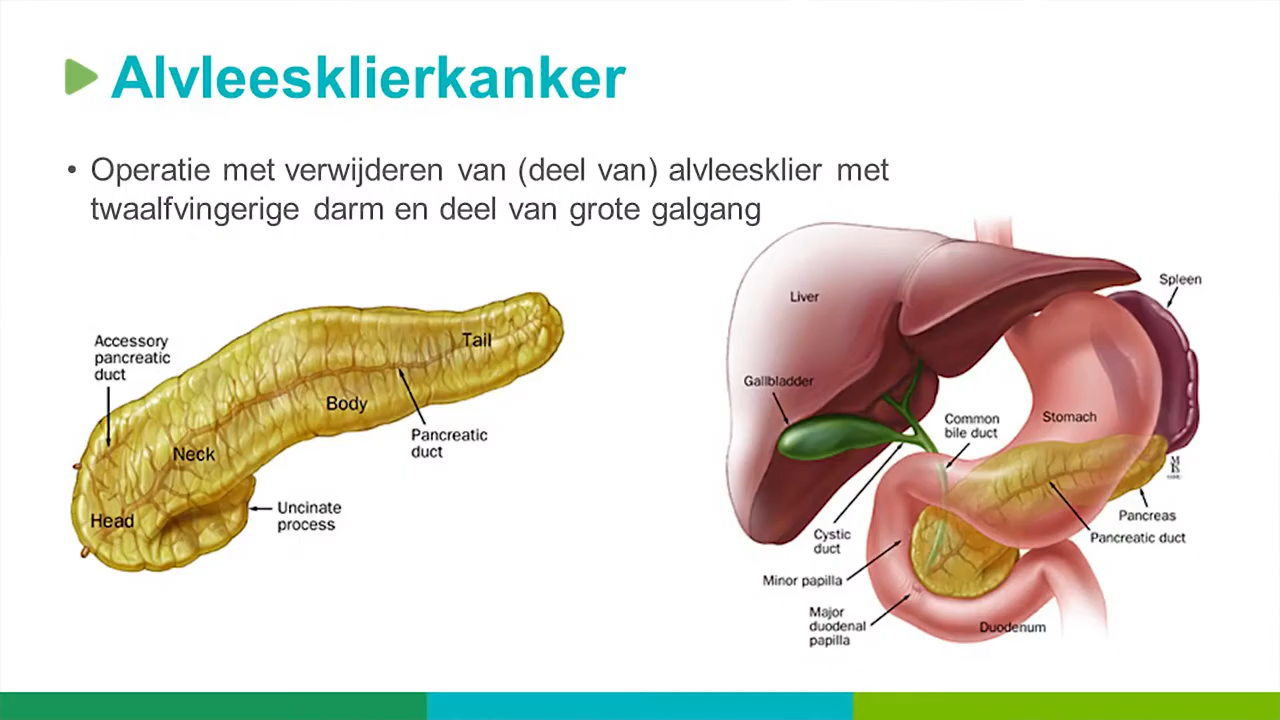 Alvleesklierkanker
• Operatie met verwijderen van (deel van) alvleesklier met
twaalfvingerige darm en deel van grote galgang
Accessory
pancreatic
duct
Tail
Body
Pancreatic
duct
Neck
Head
Uncinate
process
Liver
Spleen
Gallbladder
Common
bile duct
Stomach
Cystic
duct
Pancreas
Pancreatic duct
Minor papilla
Major
duodenal
papilla
Duodenum